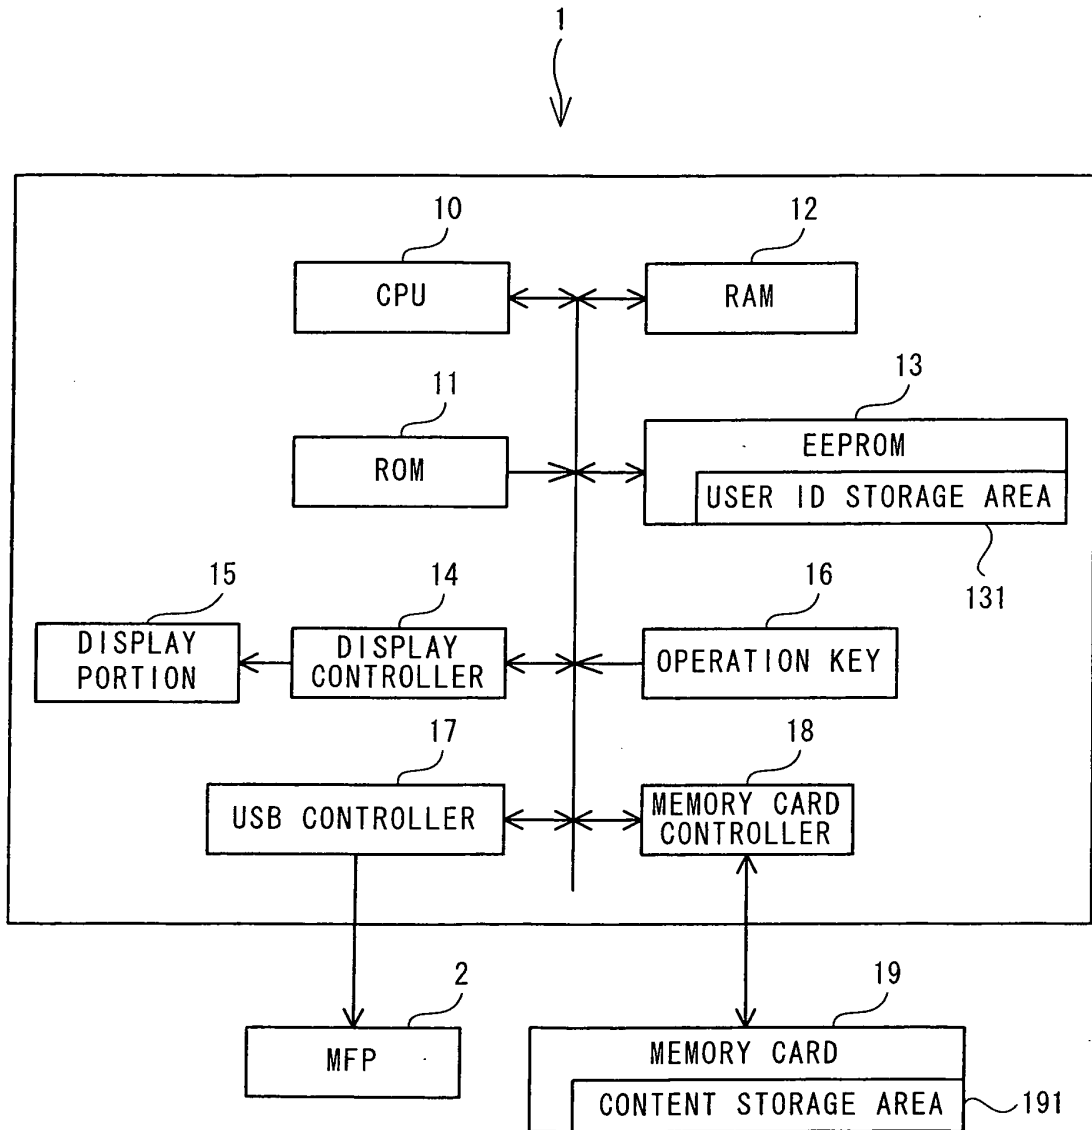 1
10
12
CPU
RAM
11
13
ROM
EEPROM
USER ID STORAGE AREA
131
15
14
16
DISPLAY
PORTION
DISPLAY
CONTROLLER
OPERATION KEY
17
18
USB CONTROLLER
MEMORY CARD
CONTROLLER
2
19
MFP
MEMORY CARD
CONTENT STORAGE AREA
191